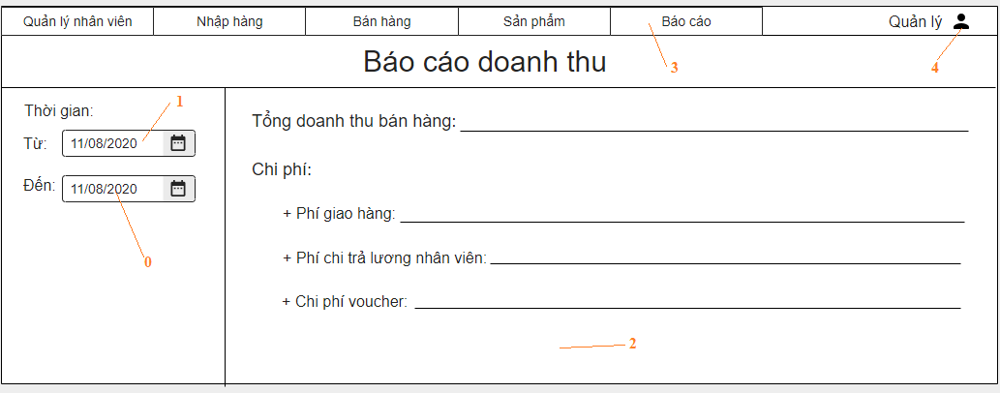 Quản lý nhân viên
Nhập hàng
Bán hàng
Sản phẩm
Báo cáo
Quản lý
3
4
Báo cáo doanh thu
Thời gian:
1
Từ: 11/08/2020
Đến: 11/08/2020
0
Tổng doanh thu bán hàng:
Chi phí:
+ Phí giao hàng:
+ Phí chi trả lương nhân viên:
+ Chi phí voucher:
2